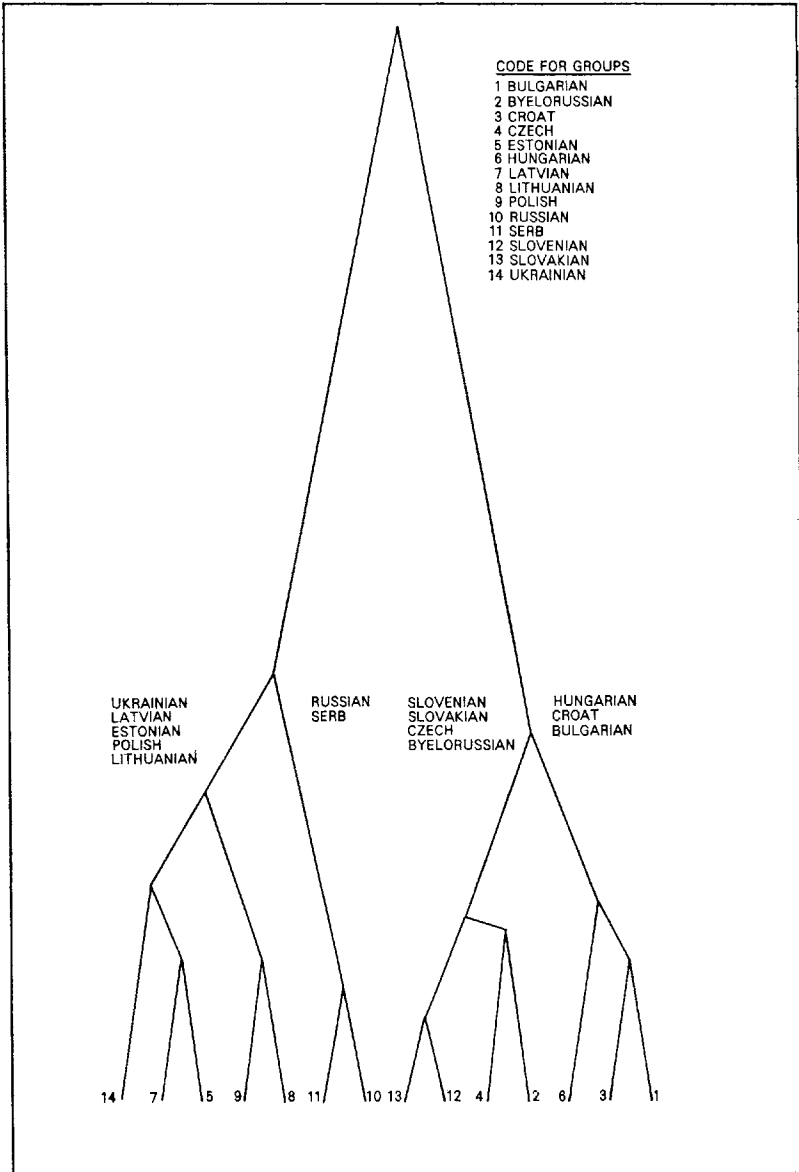 CODE FOR GROUPS
1 BULGARIAN
2 BYELORUSSIAN
3 CROAT
4 CZECH
5 ESTONIAN
6 HUNGARIAN
7 LATVIAN
8 LITHUANIAN
9 POLISH
10 RUSSIAN
11 SERB
12 SLOVENIAN
13 SLOVAKIAN
14 UKRAINIAN
UKRAINIAN
LATVIAN
ESTONIAN
POLISH
LITHUANIAN
RUSSIAN
SERB
SLOVENIAN
SLOVAKIAN
CZECH
BYELORUSSIAN
HUNGARIAN
CROAT
BULGARIAN
14 7 5 9 8 11 10 13 12 4 2 6 3 1